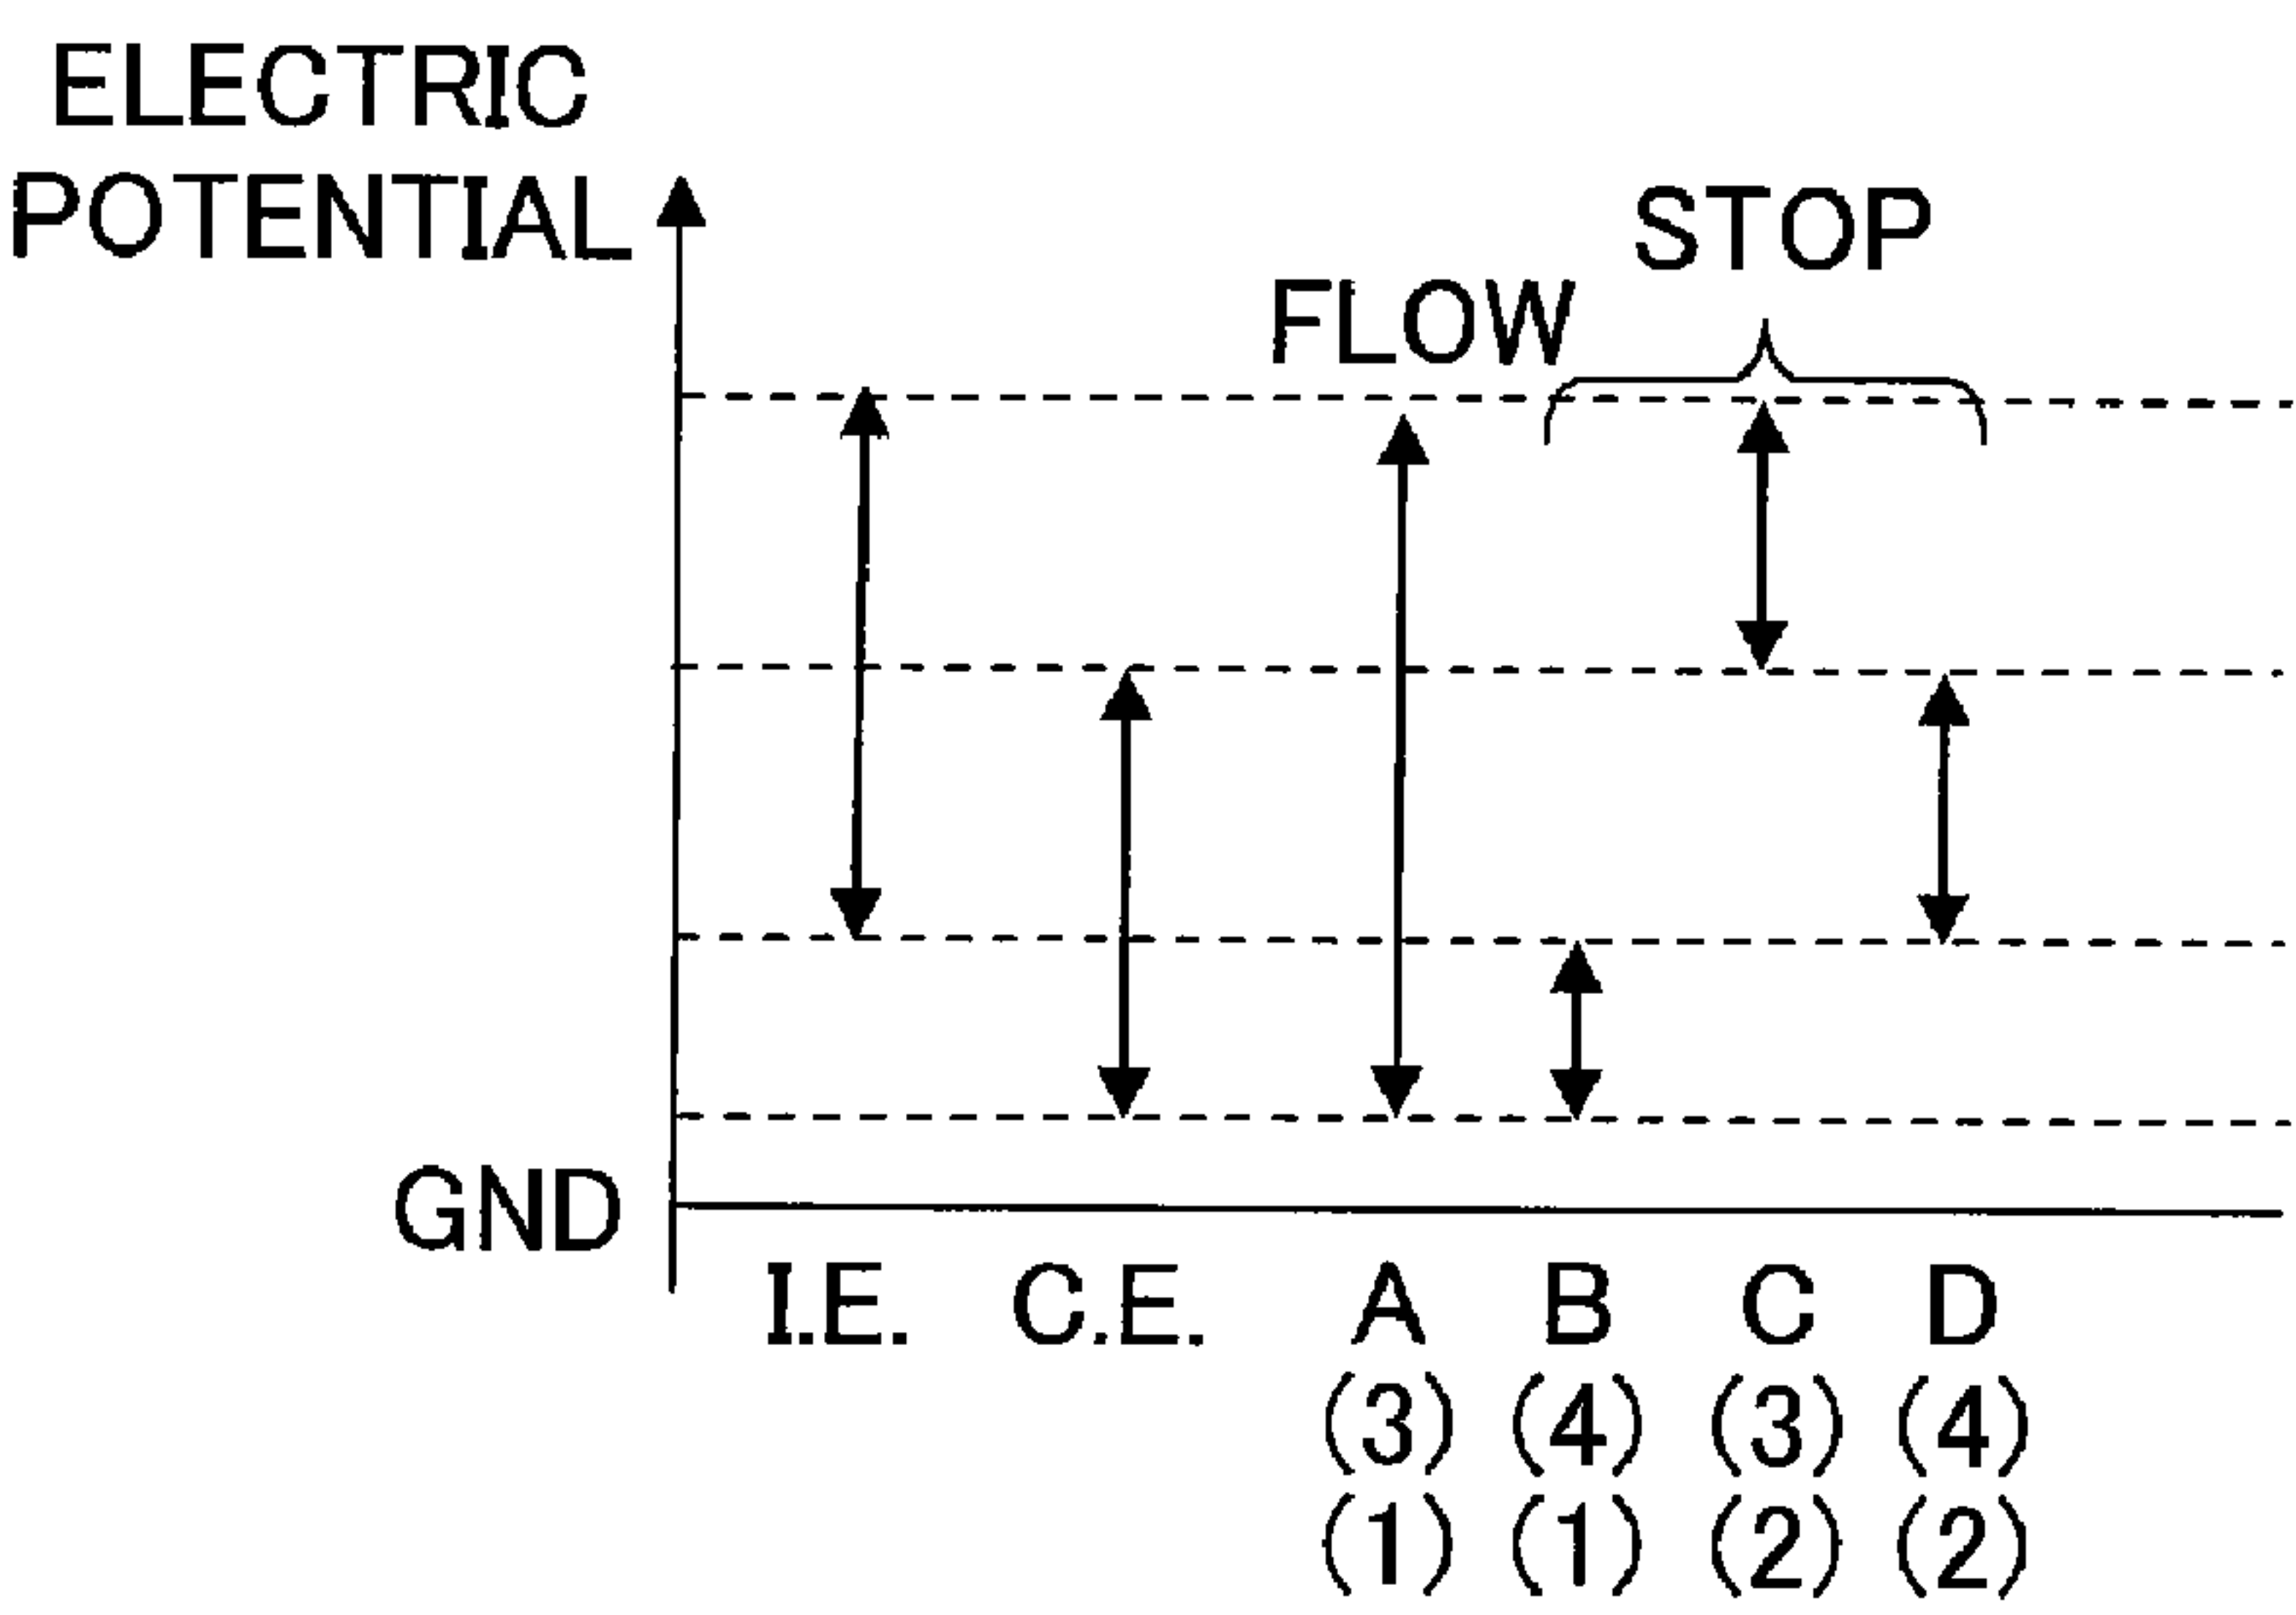 ELECTRIC
POTENTIAL
STOP
FLOW
GND
I.E. C.E. A B C D
(3) (4) (3) (4)
(1) (1) (2) (2)